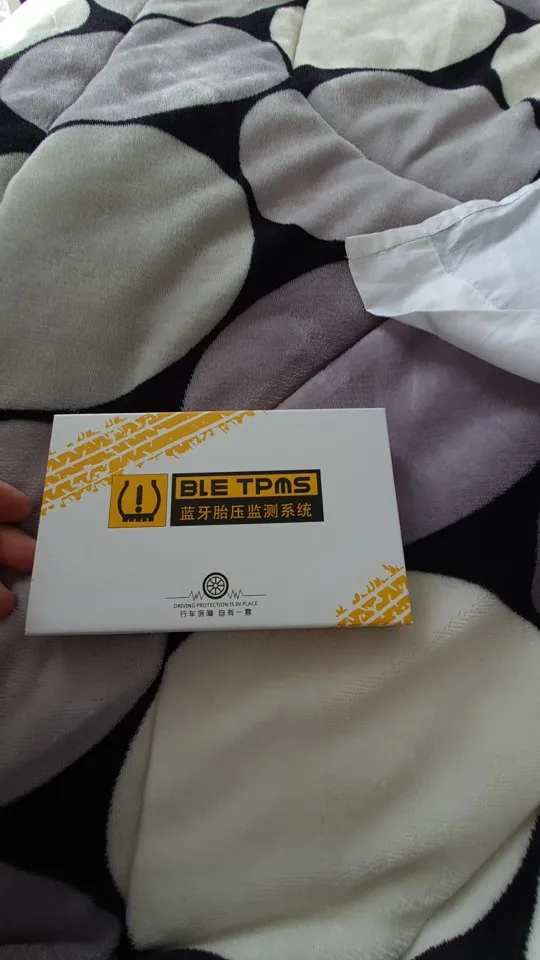 BLE TPMS
蓝牙胎压监测系统
DRIVING PROTECTION IS IN PLACE
行车保障 自有一套